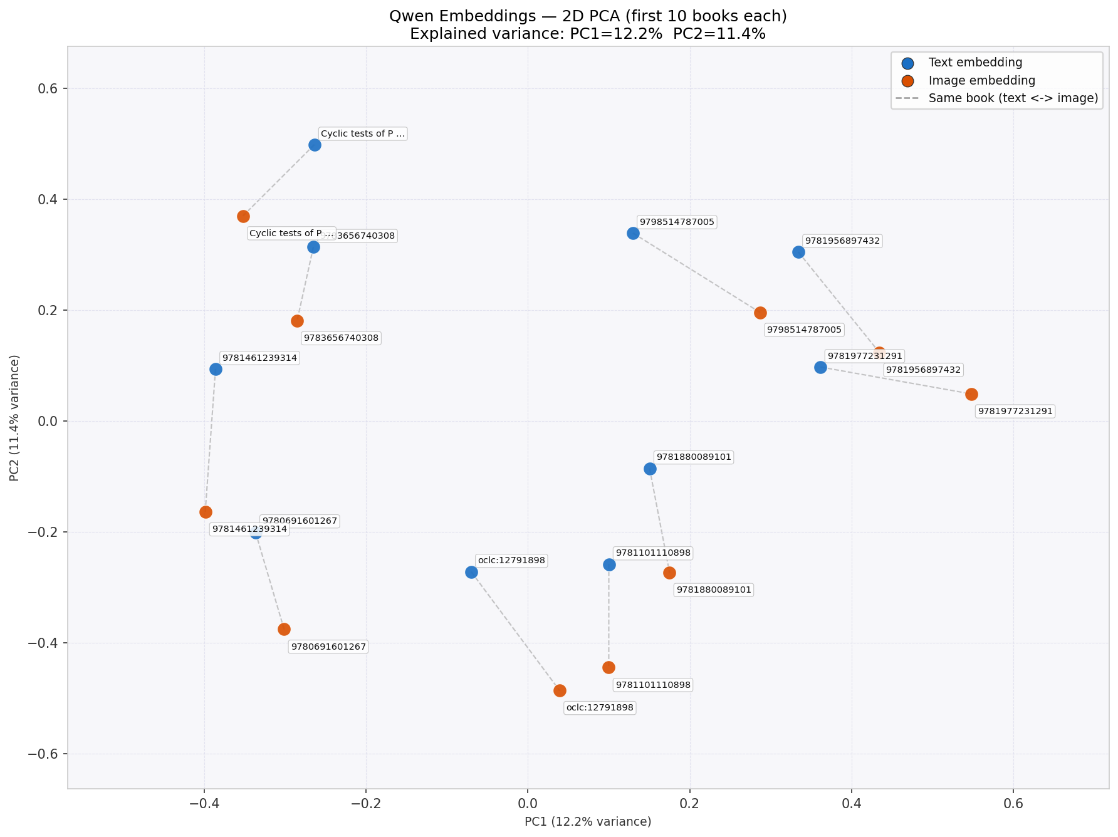 Qwen Embeddings — 2D PCA (first 10 books each)
Explained variance: PC1=12.2%  PC2=11.4%
Text embedding
Image embedding
Same book (text <-> image)
0.6
0.4
0.2
0.0
−0.2
−0.4
−0.6
PC2 (11.4% variance)
Cyclic tests of P ...
Cyclic tests of P ...
3656740308
9783656740308
9781461239314
9780691601267
9781461239314
9780691601267
9798514787005
9798514787005
9781956897432
9781977231291
9781956897432
9781977231291
9781880089101
9781101110898
9781880089101
oclc:12791898
9781101110898
oclc:12791898
−0.4
−0.2
0.0
0.2
0.4
0.6
PC1 (12.2% variance)